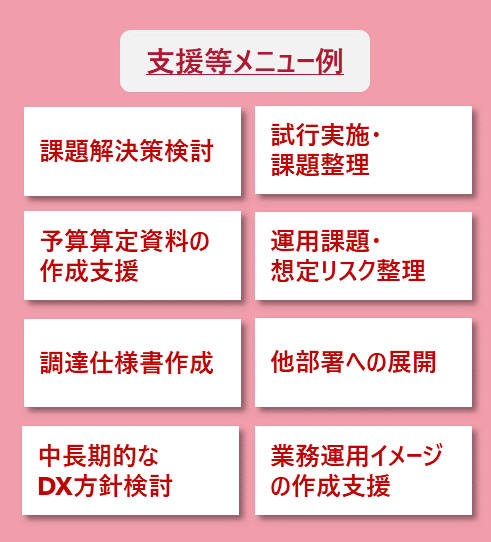 支援等メニュー例
課題解決策検討
試行実施・
課題整理
予算算定資料の
作成支援
運用課題・
想定リスク整理
調達仕様書作成
他部署への展開
中長期的な
DX方針検討
業務運用イメージ
の作成支援